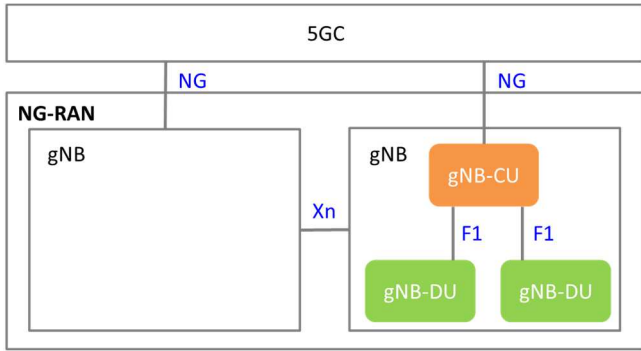 5GC
NG
NG
NG-RAN
gNB
gNB
gNB-CU
Xn
F1
F1
gNB-DU
gNB-DU